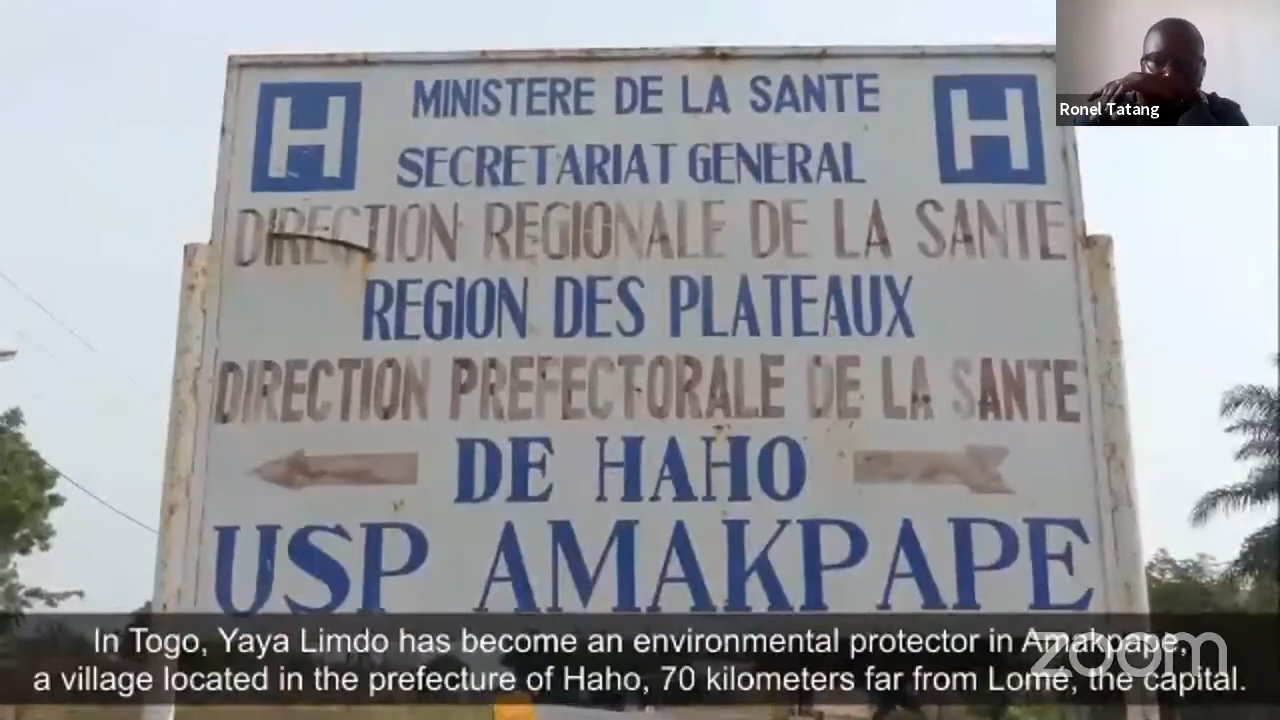 H MINISTERE DE LA SANTE H
SECRETARIAT GENERAL
DIRECTION REGIONALE DE LA SANTE
REGION DES PLATEAUX
DIRECTION PREFECTORALE DE LA SANTE
DE HAHO
USP AMAKPAPE
Ronel Tatang
In Togo, Yaya Limdo has become an environmental protector in Amakpape,
a village located in the prefecture of Haho, 70 kilometers far from Lomé, the capital.
zoom